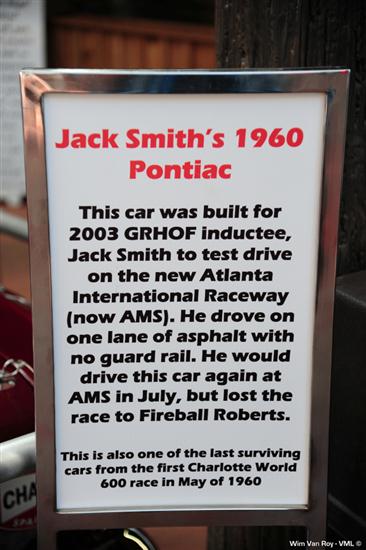 Jack Smith's 1960
Pontiac
This car was built for
2003 GRHOF inductee,
Jack Smith to test drive
on the new Atlanta
International Raceway
(now AMS). He drove on
one lane of asphalt with
no guard rail. He would
drive this car again at
AMS in July, but lost the
race to Fireball Roberts.
This is also one of the last surviving
cars from the first Charlotte World
600 race in May of 1960
CHA
SPA
Wim Van Roy - VML ©